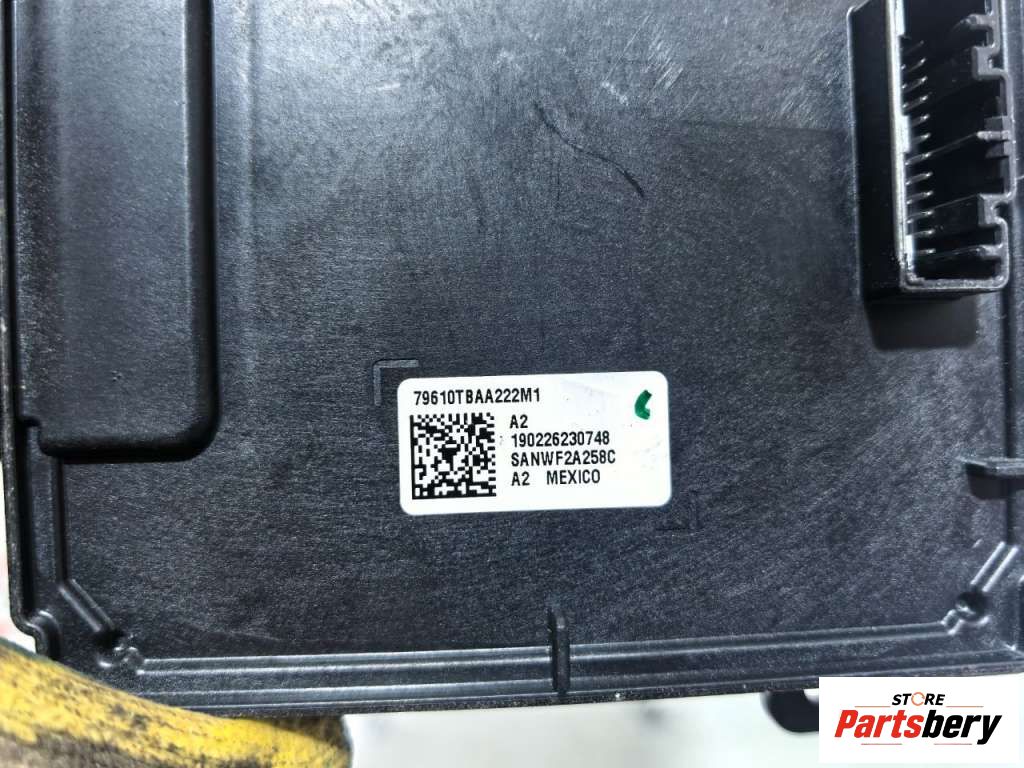 79610TBAA222M1
A2
190226230748
SANWF2A258C
A2 MEXICO
STORE
Partsbery